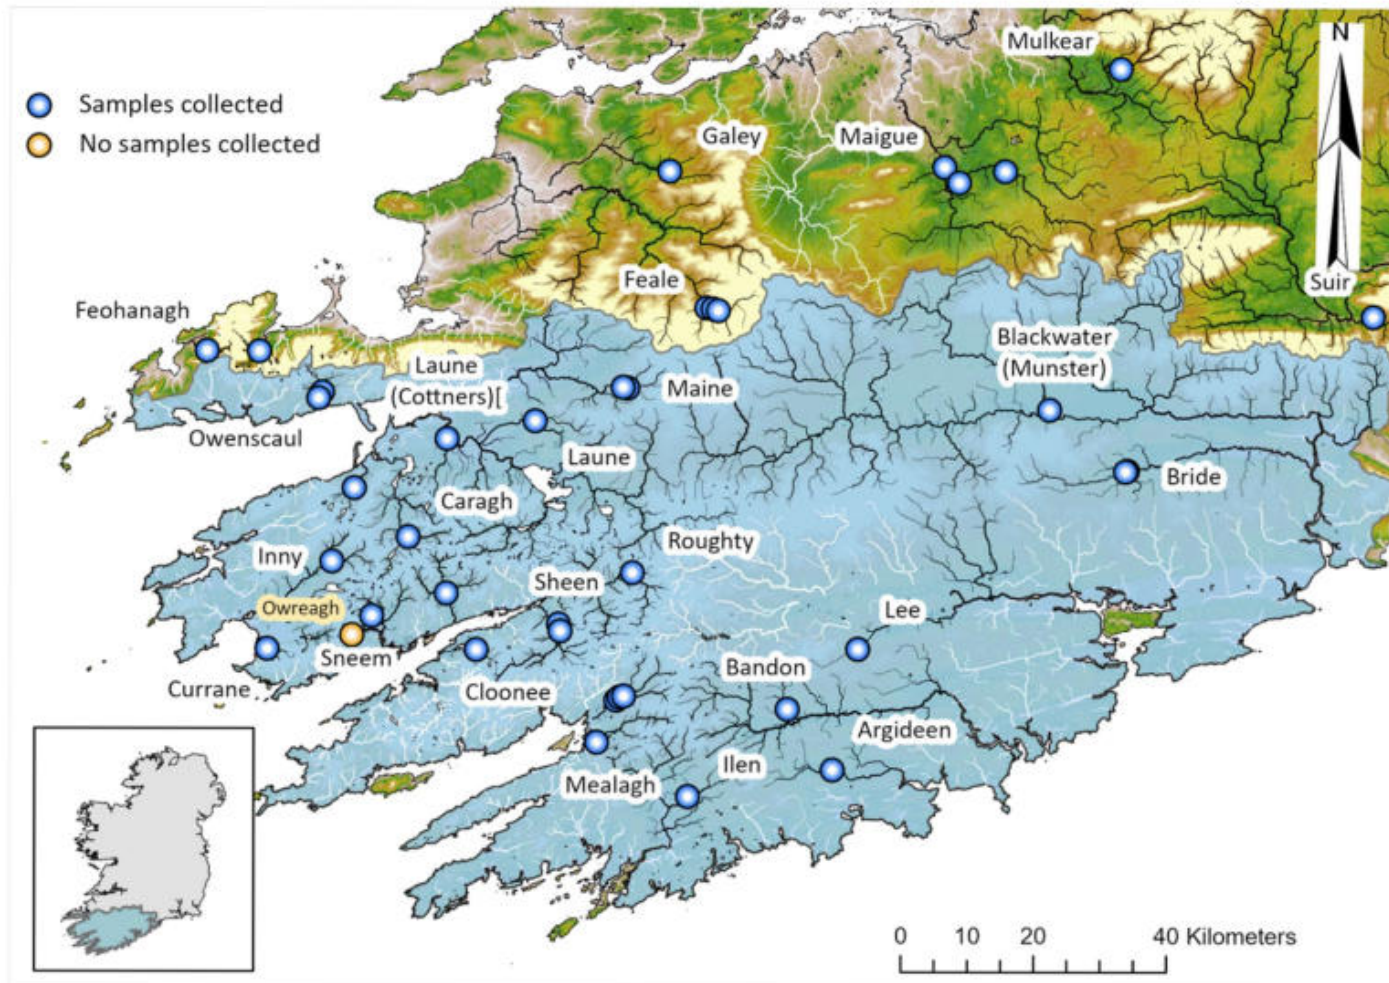 Mulkear
N
Samples collected
No samples collected
Galey
Maigue
Feale
Suir
Feohanagh
Blackwater
(Munster)
Laune
(Cottners)[
Maine
Owenscaul
Laune
Bride
Caragh
Roughty
Inny
Sheen
Owreagh
Lee
Sneem
Bandon
Currane
Cloonee
Argideen
Ilen
Mealagh
0 10 20 40 Kilometers